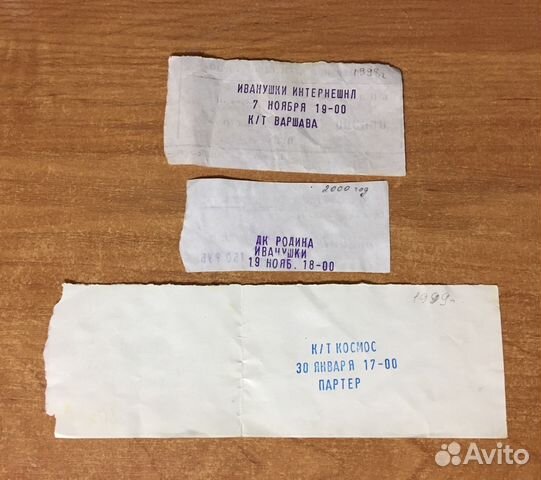 1998г
ИВАНУШКИ ИНТЕРНЕШНЛ
7 НОЯБРЯ 19-00
К/Т ВАРШАВА
2000 год
ДК РОДИНА
ИВАНУШКИ
19 НОЯБ. 18-00
1999г
К/Т КОСМОС
30 ЯНВАРЯ 17-00
ПАРТЕР
Avito